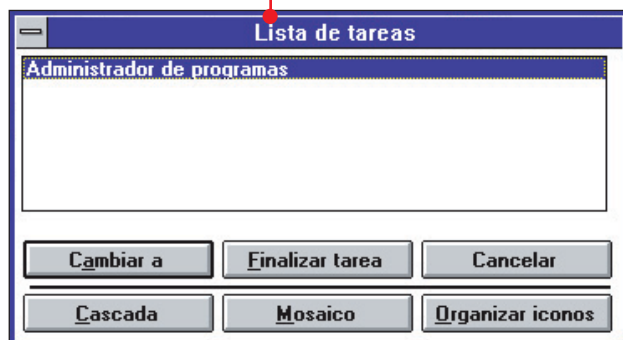 Lista de tareas
Administrador de programas
Cambiar a Finalizar tarea Cancelar
Cascada Mosaico Organizar iconos